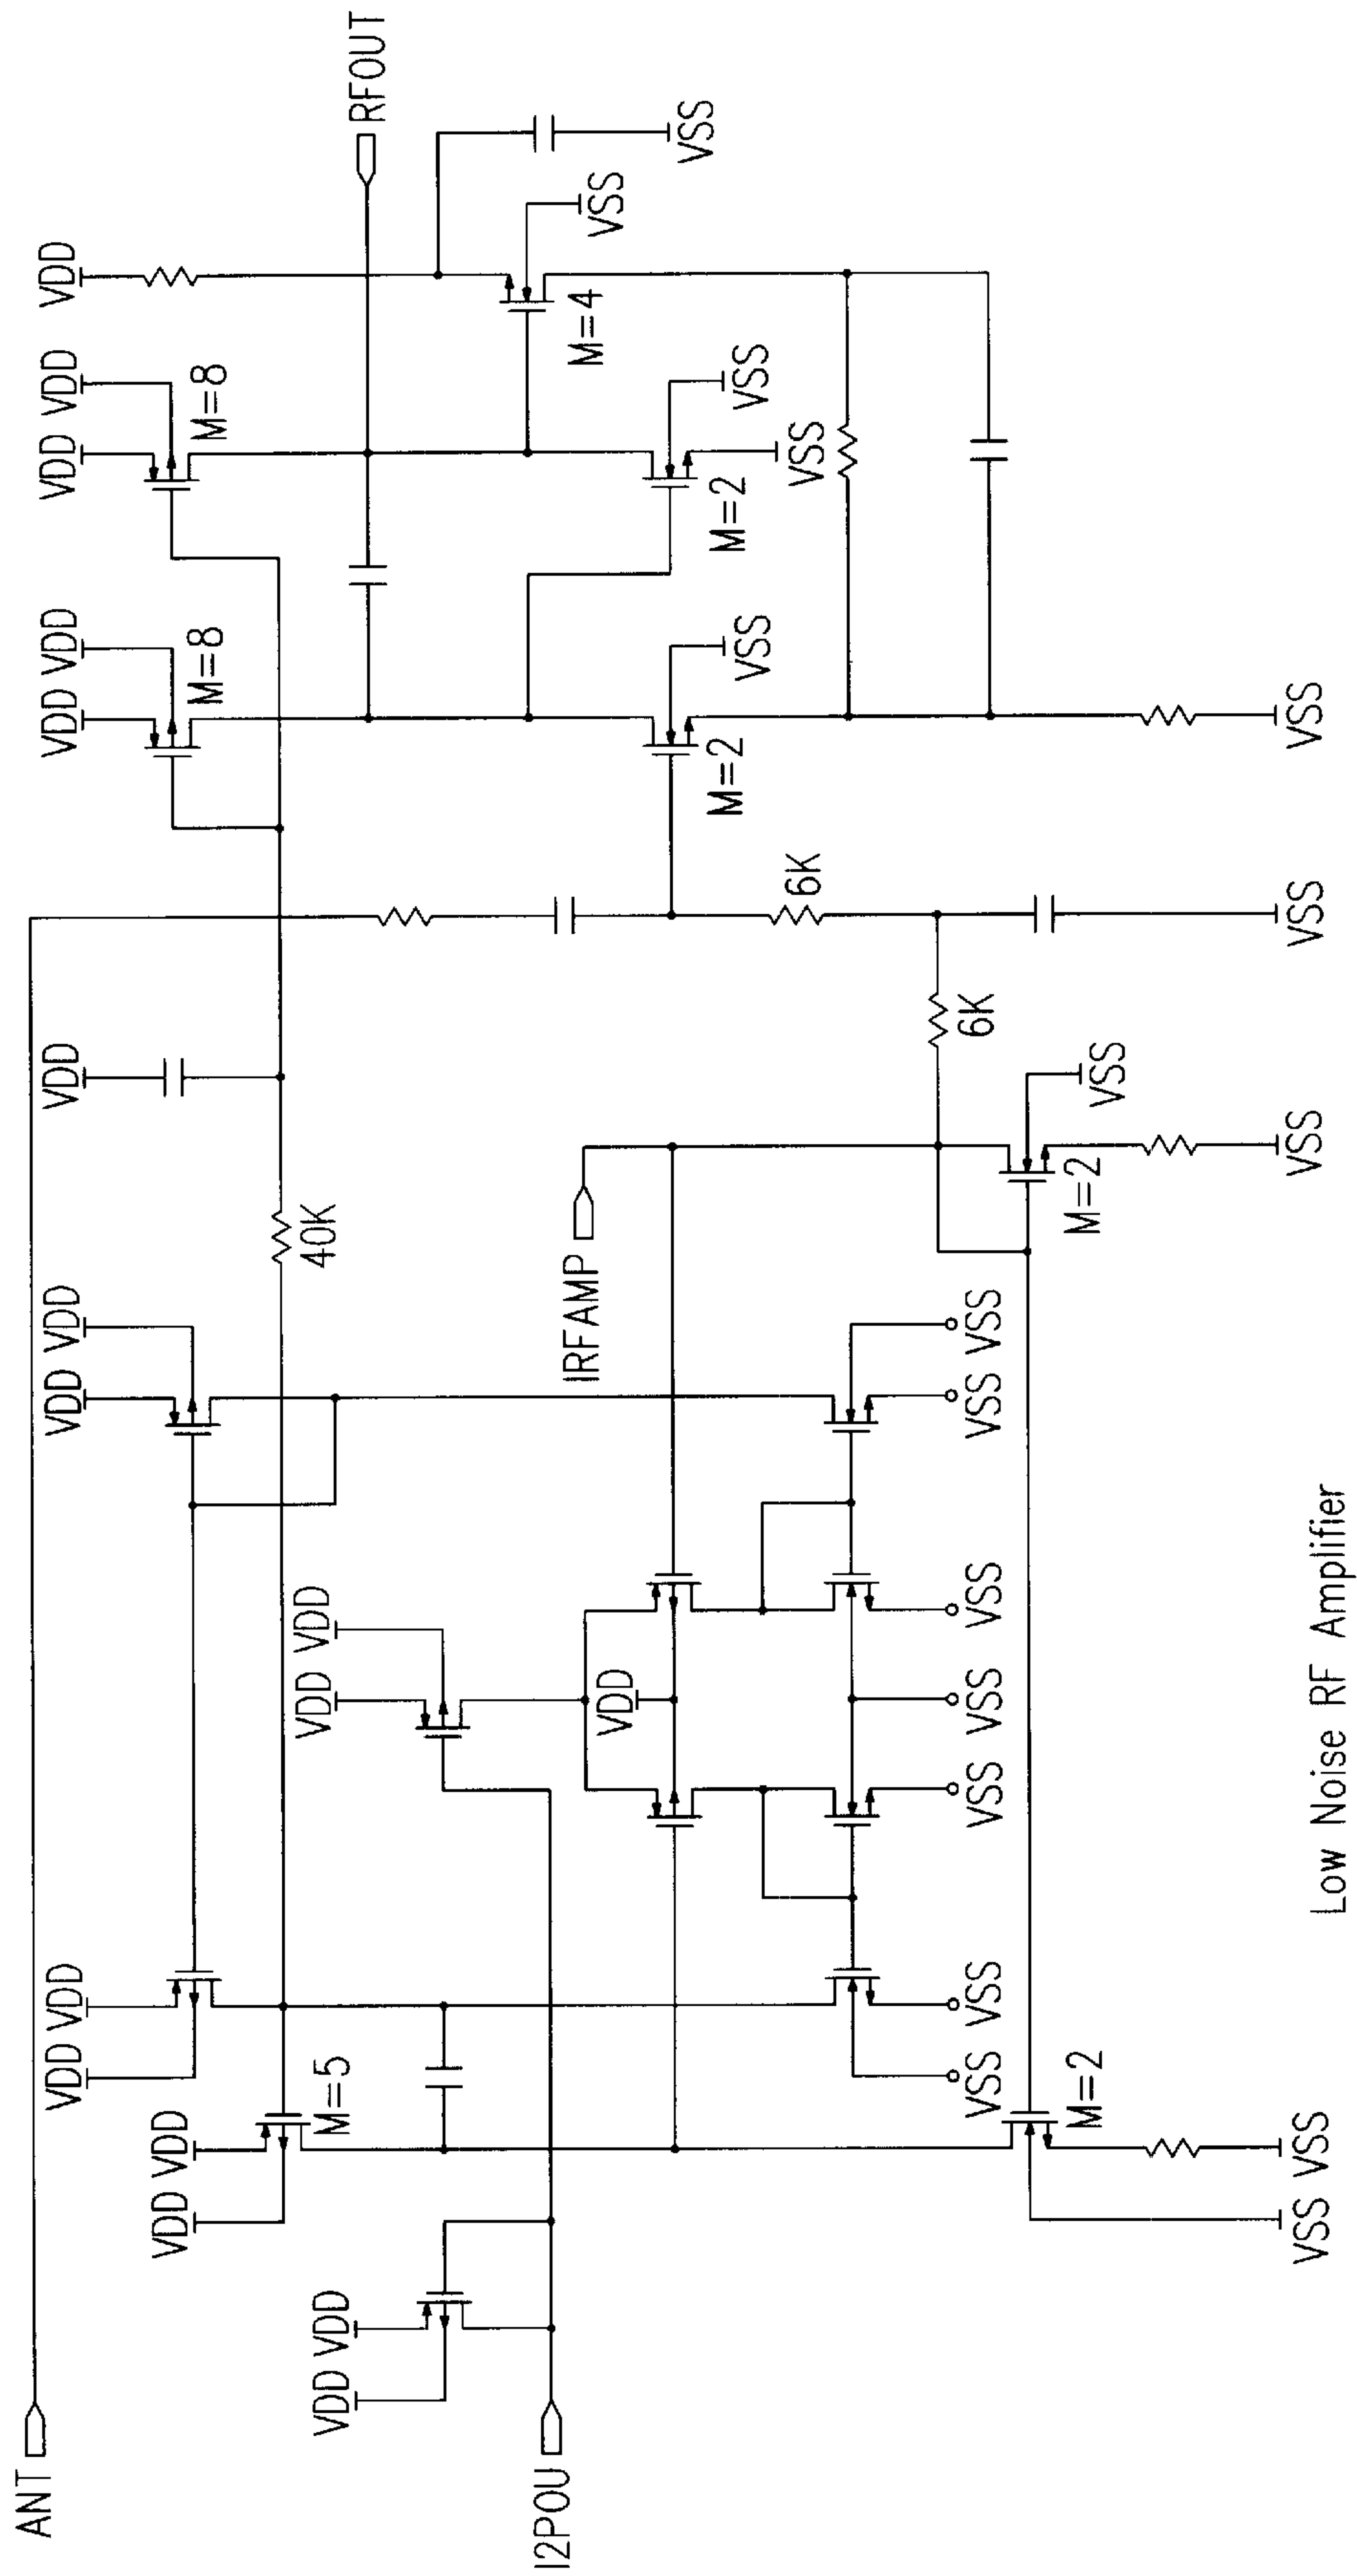 ANT
VDD VDD VDD VDD VDD VDD VDD VDD VDD VDD
VDD VDD
M=8 M=8
VDD VDD
40K
VDD VDD
M=5
RFOUT
I2POU
IRFAMP
M=4
VSS
VDD
VSS
M=2
M=2
VSS
VSS
6K
VSS
6K
VSS VSS VSS VSS VSS VSS VSS
M=2
M=2
VSS
VSS VSS VSS VSS VSS
Low Noise RF Amplifier